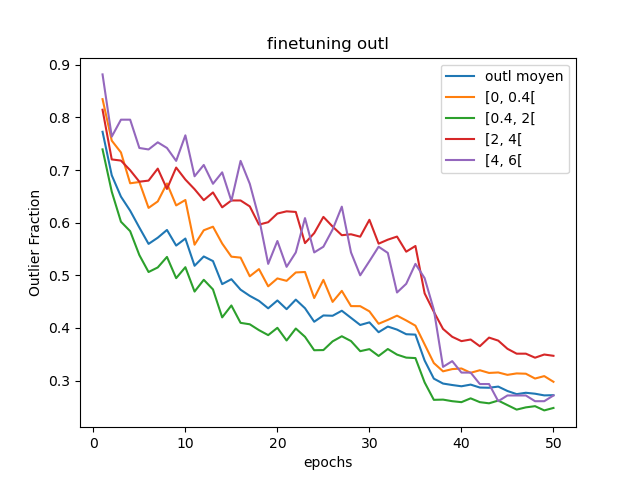 finetuning outl
0.9
0.8
0.7
0.6
0.5
0.4
0.3
Outlier Fraction
outl moyen
[0, 0.4[
[0.4, 2[
[2, 4[
[4, 6[
0 10 20 30 40 50
epochs